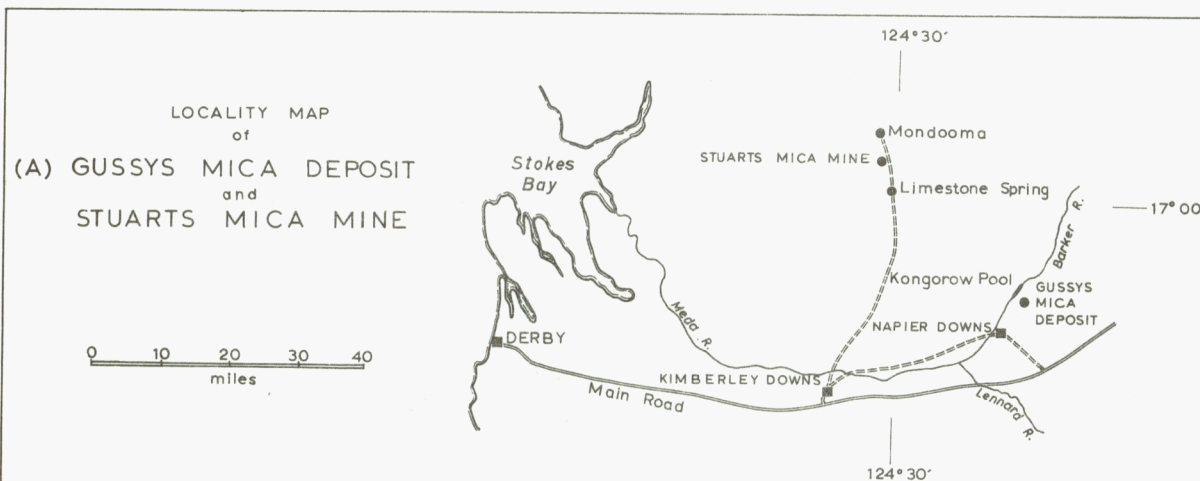 LOCALITY MAP
of
(A) GUSSYS MICA DEPOSIT
and
STUARTS MICA MINE
0 10 20 30 40
miles
124°30′
Mondooma
STUARTS MICA MINE
Limestone Spring
17°00
Stokes
Bay
Barker R.
Kongorow Pool
GUSSYS
MICA
DEPOSIT
NAPIER DOWNS
Meda R.
DERBY
KIMBERLEY DOWNS
Main Road
Lennard R.
124°30′